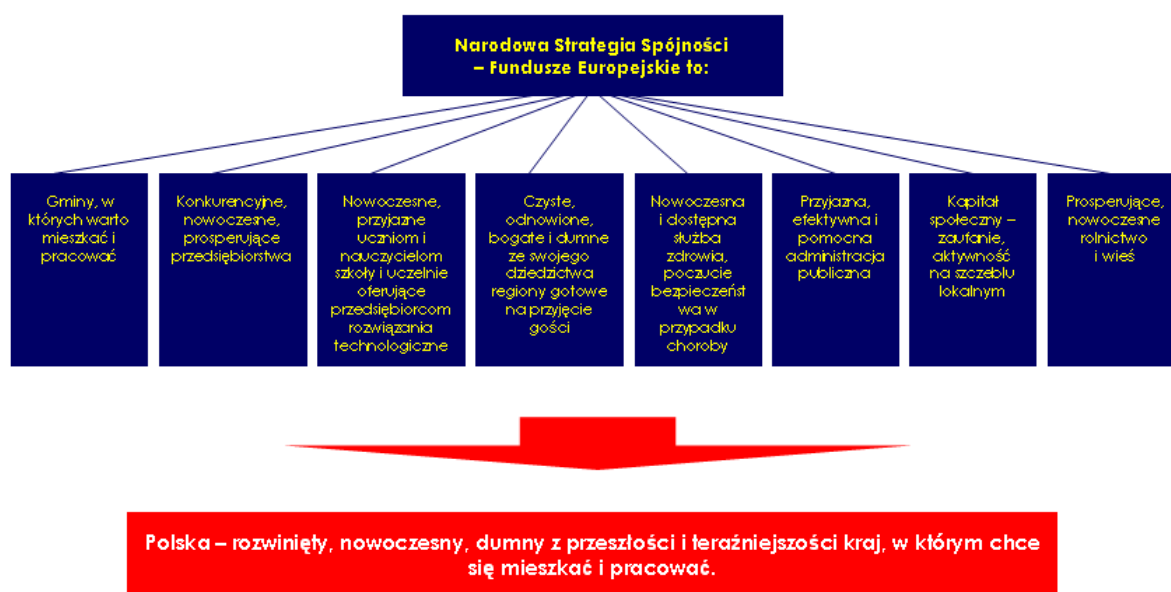 Narodowa Strategia Spójności
– Fundusze Europejskie to:
Gminy, w
których warto
mieszkać i
pracować
Konkurencyjne,
nowoczesne,
prosperujące
przedsiębiorstwa
Nowoczesne,
przyjazne
uczniom i
nauczycielom
szkoły i uczelnie
oferujące
przedsiębiorcom
rozwiązania
technologiczne
Czyste,
odnowione,
bogate i dumne
ze swojego
dziedzictwa
regiony gotowe
na przyjęcie
gości
Nowoczesna
i dostępna
służba
zdrowia,
poczucie
bezpieczeńst
wa w
przypadku
choroby
Przyjazna,
efektywna i
pomocna
administracja
publiczna
Kapitał
społeczny –
zaufanie,
aktywność
na szczeblu
lokalnym
Prosperujące,
nowoczesne
rolnictwo
i wieś
Polska – rozwinięty, nowoczesny, dumny z przeszłości i teraźniejszości kraj, w którym chce
się mieszkać i pracować.